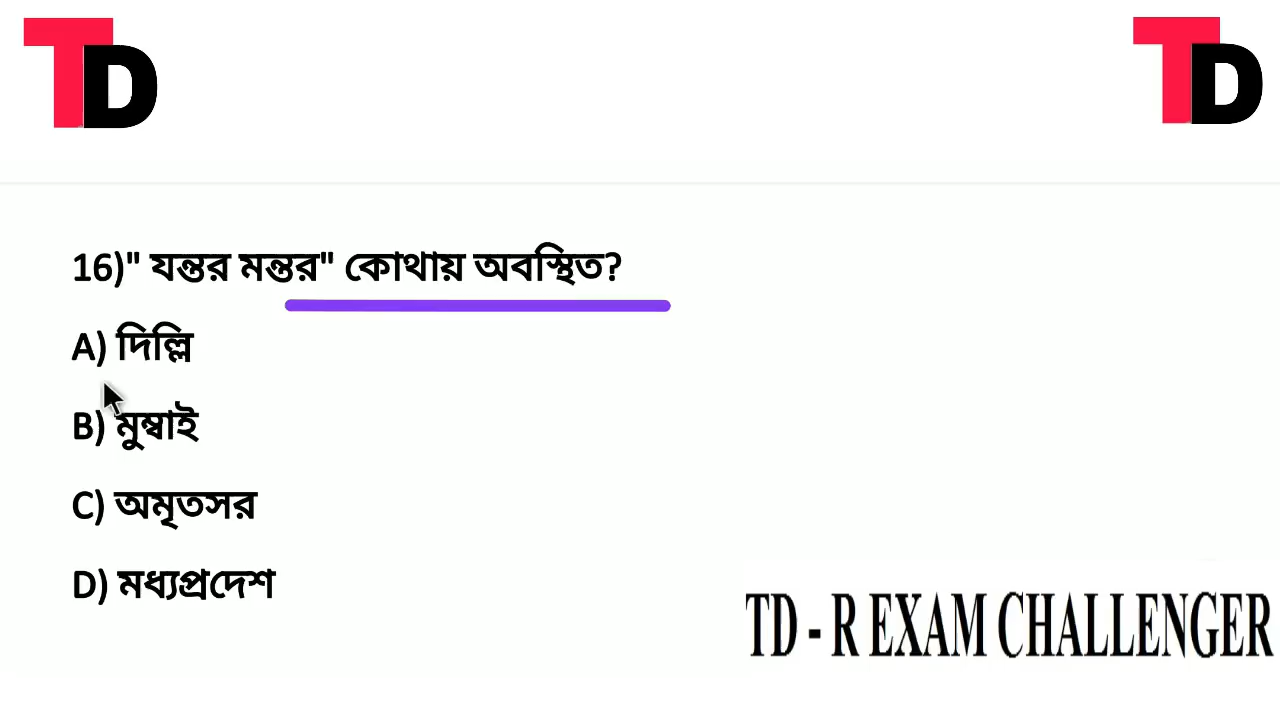 TD TD
16)" যন্তর মন্তর" কোথায় অবস্থিত?
A) দিল্লি
B) মুম্বাই
C) অমৃতসর
D) মধ্যপ্রদেশ
TD - R EXAM CHALLENGER